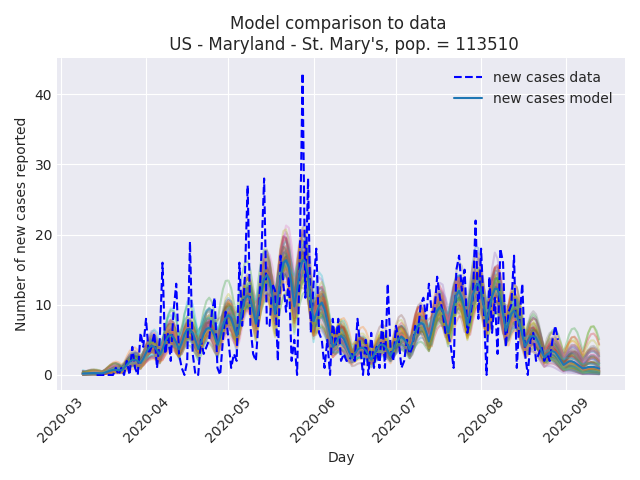 Model comparison to data
US - Maryland - St. Mary's, pop. = 113510
new cases data
new cases model
Number of new cases reported
40
30
20
10
0
2020-03
2020-04
2020-05
2020-06
2020-07
2020-08
2020-09
Day